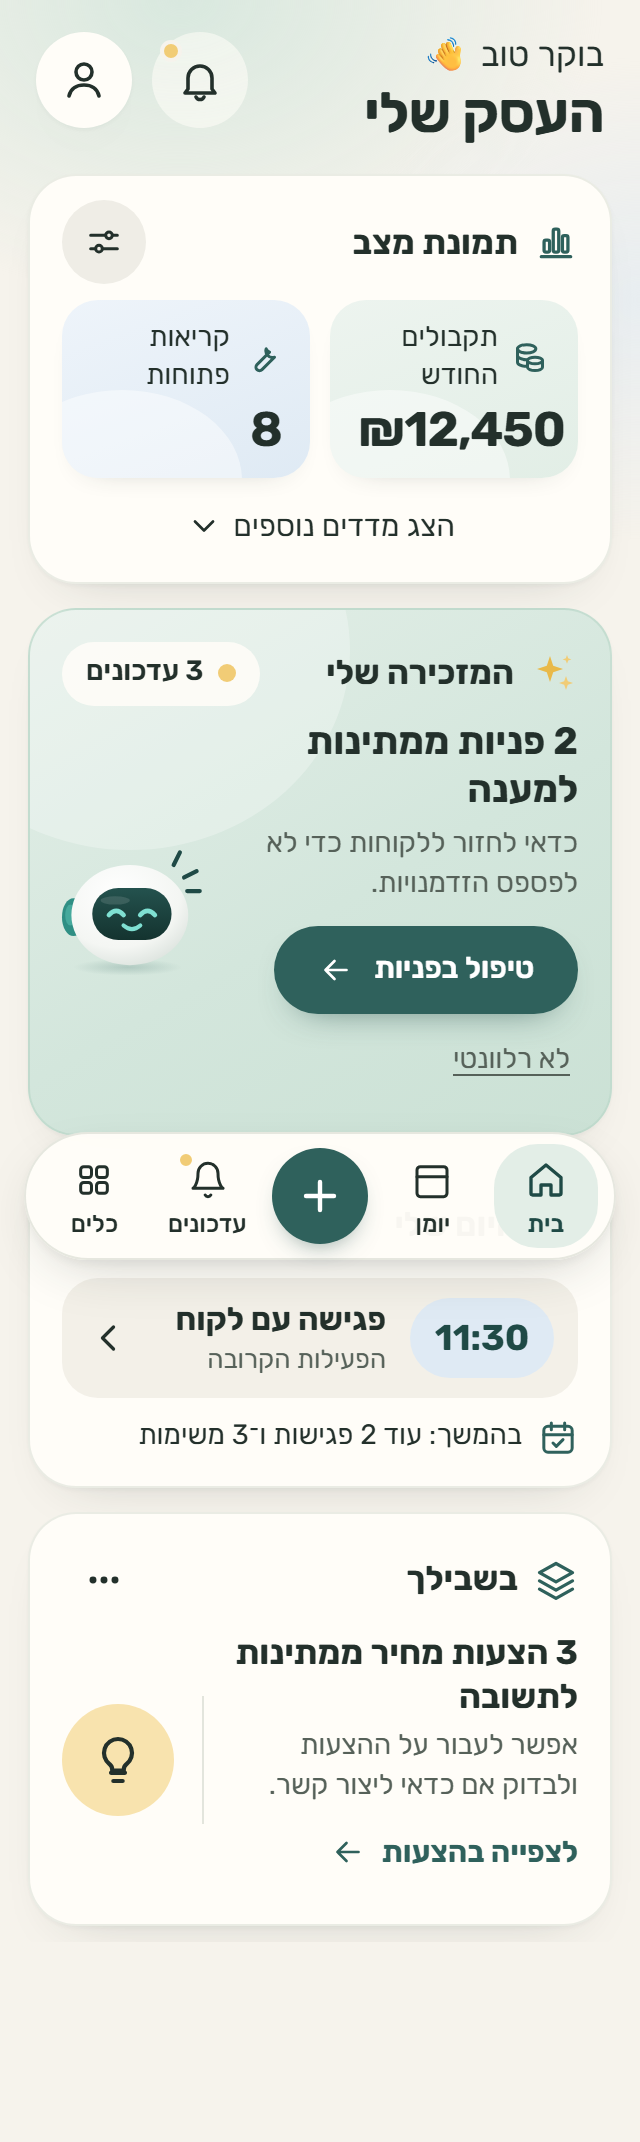 בוקר טוב 👋
העסק שלי
תמונת מצב
תקבולים
החודש
₪12,450
קריאות
פתוחות
8
הצג מדדים נוספים
המזכירה שלי
3 עדכונים
2 פניות ממתינות
למענה
כדאי לחזור ללקוחות כדי לא
לפספס הזדמנויות.
טיפול בפניות
לא רלוונטי
בית
יומן
עדכונים
כלים
11:30
פגישה עם לקוח
הפעילות הקרובה
בהמשך: עוד 2 פגישות ו־3 משימות
בשבילך
3 הצעות מחיר ממתינות
לתשובה
אפשר לעבור על ההצעות
ולבדוק אם כדאי ליצור קשר.
לצפייה בהצעות